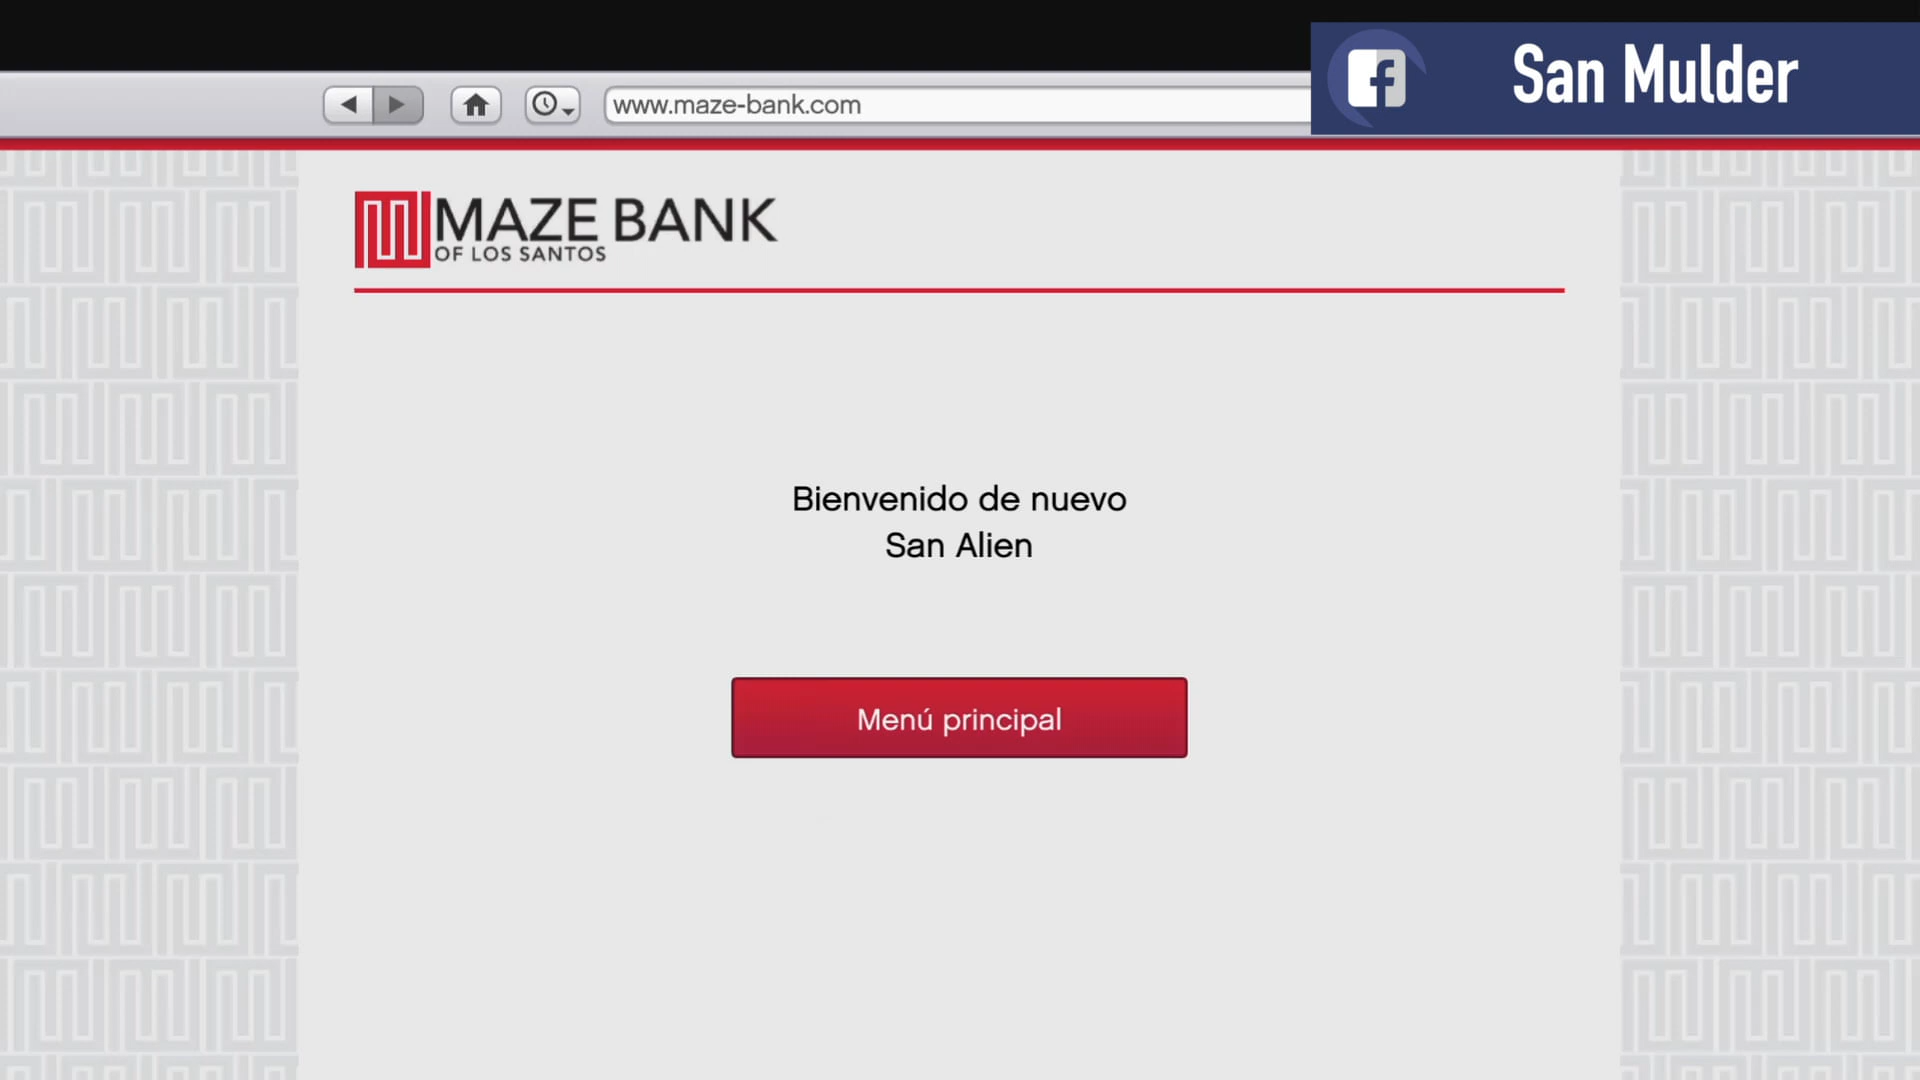 San Mulder
www.maze-bank.com
MAZE BANK
OF LOS SANTOS
Bienvenido de nuevo
San Alien
Menú principal